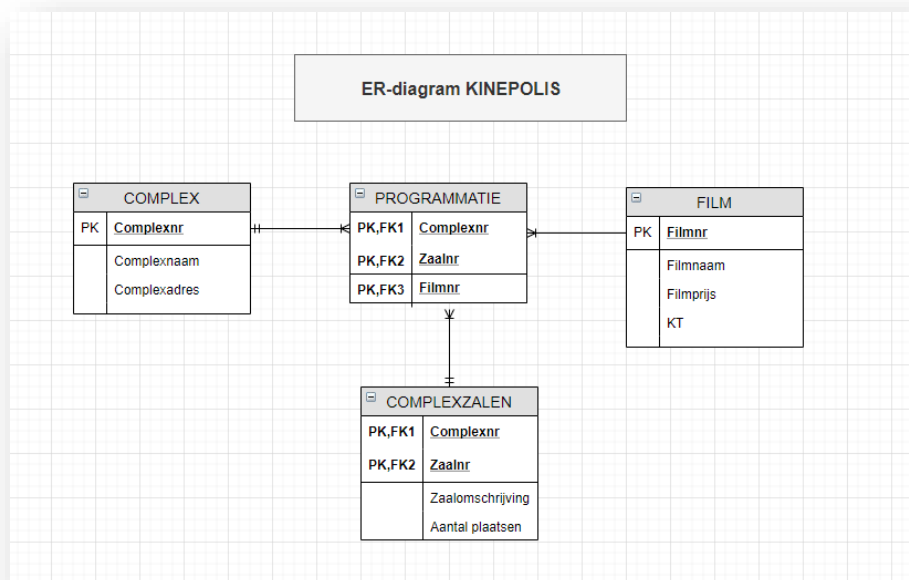 ER-diagram KINEPOLIS
COMPLEX
PK Complexnr
Complexnaam
Complexadres
PROGRAMMATIE
PK,FK1 Complexnr
PK,FK2 Zaalnr
PK,FK3 Filmnr
FILM
PK Filmnr
Filmnaam
Filmprijs
KT
COMPLEXZALEN
PK,FK1 Complexnr
PK,FK2 Zaalnr
Zaalomschrijving
Aantal plaatsen